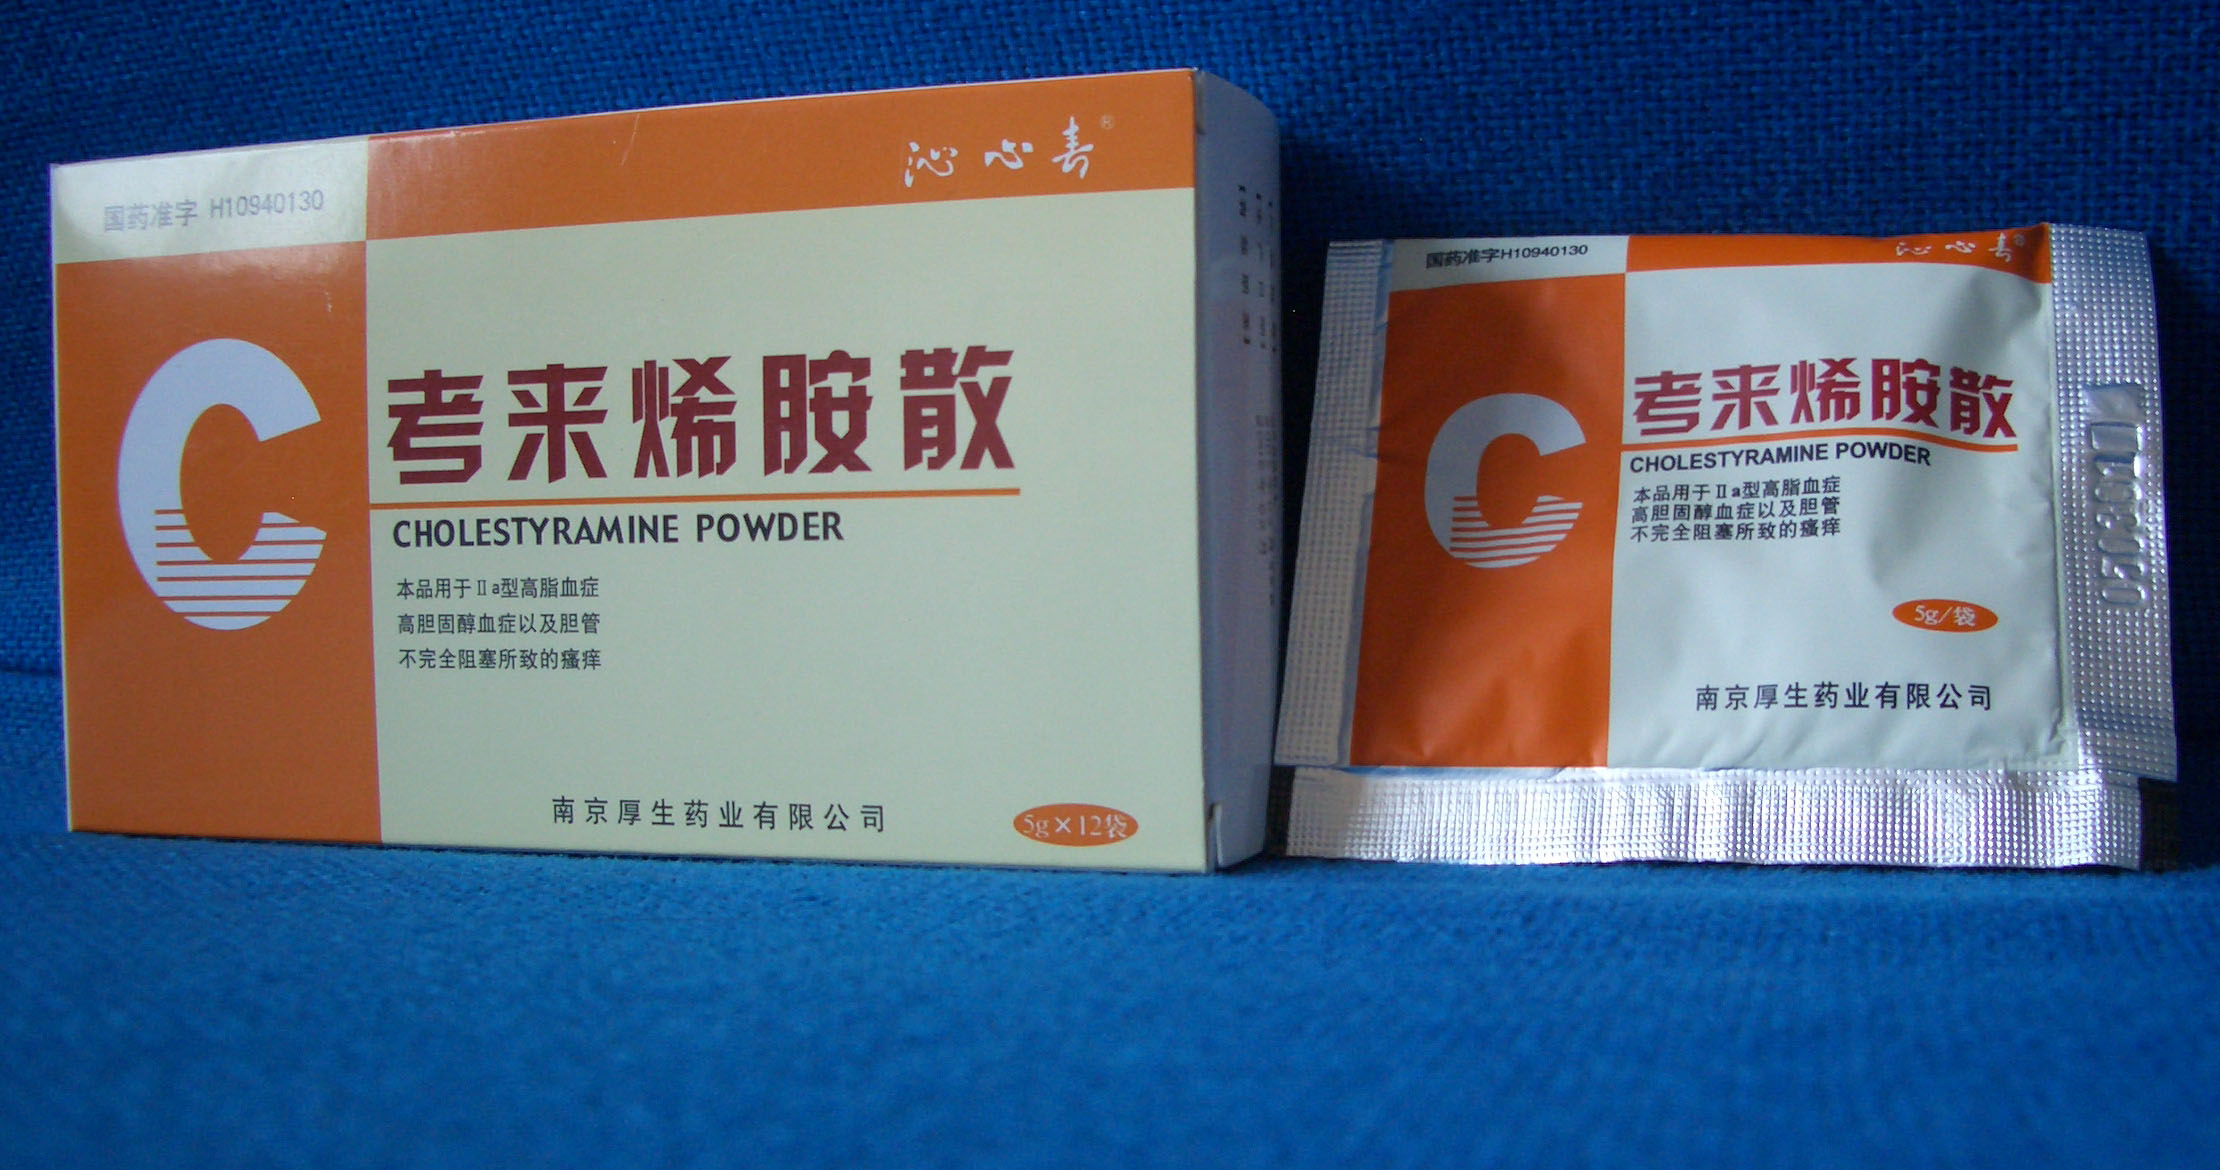 国药准字 H10940130
沁心寿®
考来烯胺散
CHOLESTYRAMINE POWDER
本品用于Ⅱa型高脂血症
高胆固醇血症以及胆管
不完全阻塞所致的瘙痒
南京厚生药业有限公司
5g×12袋
国药准字H10940130
沁心寿®
考来烯胺散
CHOLESTYRAMINE POWDER
本品用于Ⅱa型高脂血症
高胆固醇血症以及胆管
不完全阻塞所致的瘙痒
5g/袋
南京厚生药业有限公司